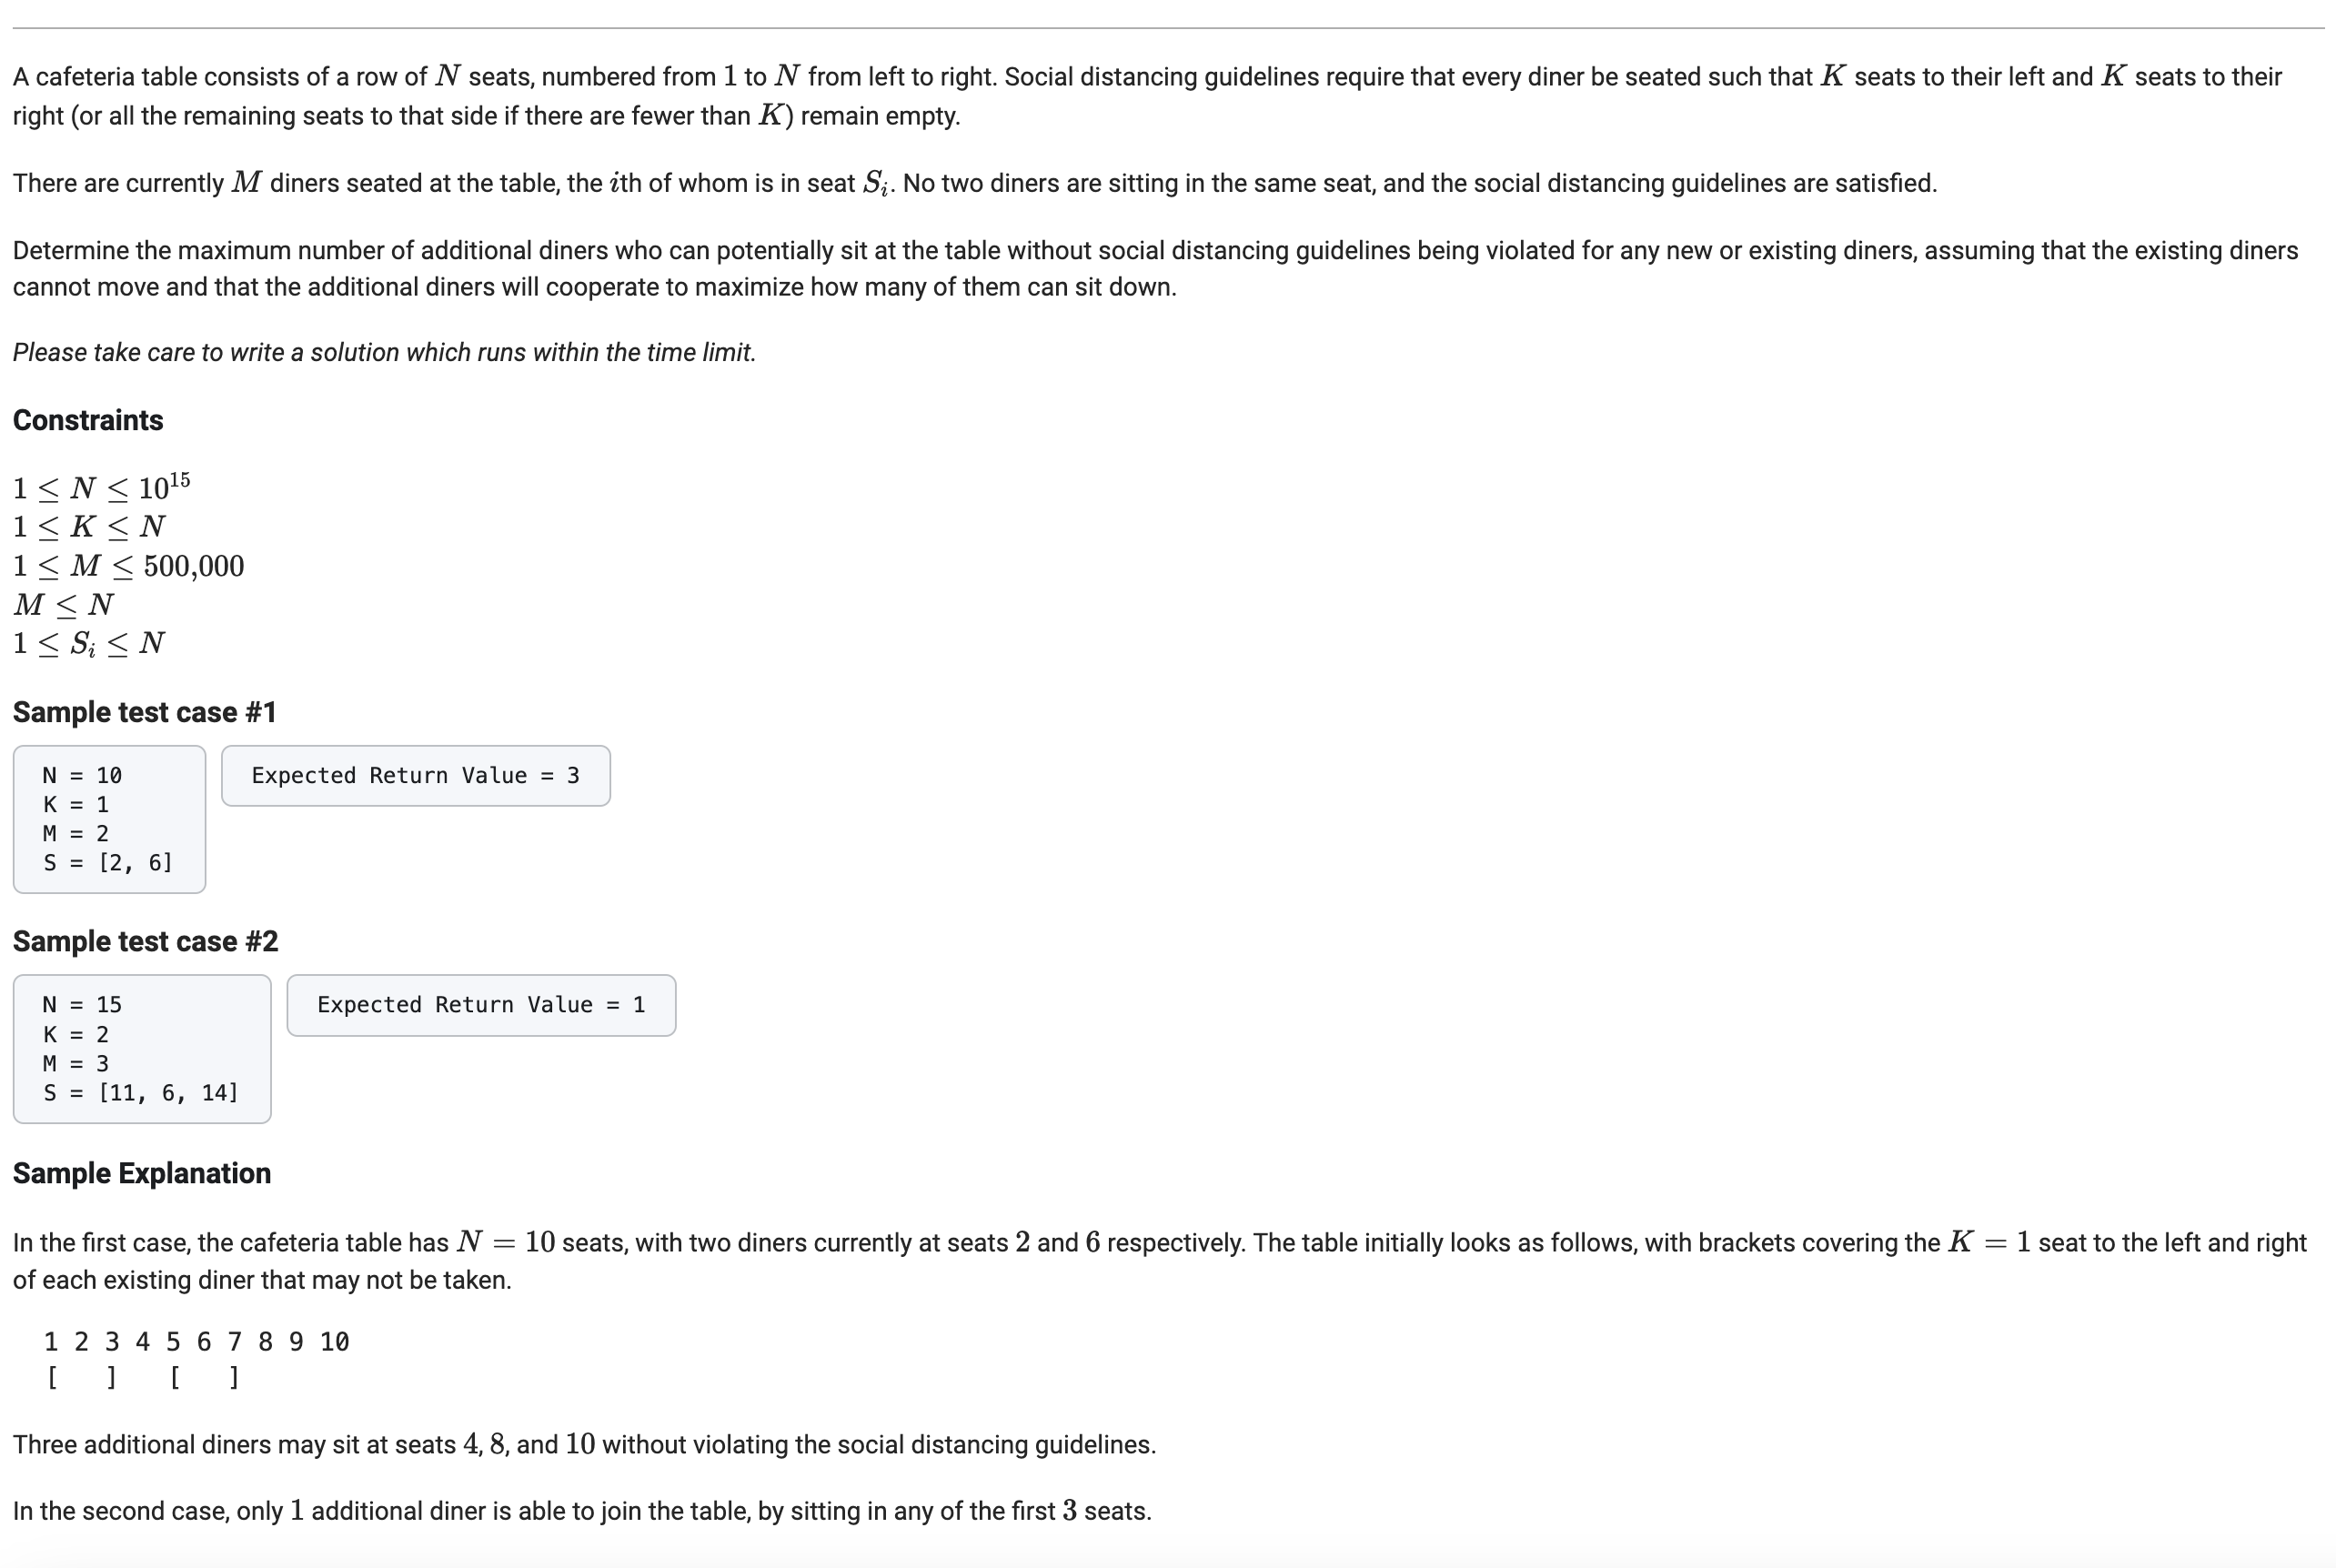 A cafeteria table consists of a row of N seats, numbered from 1 to N from left to right. Social distancing guidelines require that every diner be seated such that K seats to their left and K seats to their
right (or all the remaining seats to that side if there are fewer than K) remain empty.
There are currently M diners seated at the table, the ith of whom is in seat Sᵢ. No two diners are sitting in the same seat, and the social distancing guidelines are satisfied.
Determine the maximum number of additional diners who can potentially sit at the table without social distancing guidelines being violated for any new or existing diners, assuming that the existing diners
cannot move and that the additional diners will cooperate to maximize how many of them can sit down.
Please take care to write a solution which runs within the time limit.
Constraints
1 ≤ N ≤ 10¹⁵
1 ≤ K ≤ N
1 ≤ M ≤ 500,000
M ≤ N
1 ≤ Sᵢ ≤ N
Sample test case #1
N = 10
K = 1
M = 2
S = [2, 6]
Expected Return Value = 3
Sample test case #2
N = 15
K = 2
M = 3
S = [11, 6, 14]
Expected Return Value = 1
Sample Explanation
In the first case, the cafeteria table has N = 10 seats, with two diners currently at seats 2 and 6 respectively. The table initially looks as follows, with brackets covering the K = 1 seat to the left and right
of each existing diner that may not be taken.
1 2 3 4 5 6 7 8 9 10
[   ]   [   ]
Three additional diners may sit at seats 4, 8, and 10 without violating the social distancing guidelines.
In the second case, only 1 additional diner is able to join the table, by sitting in any of the first 3 seats.